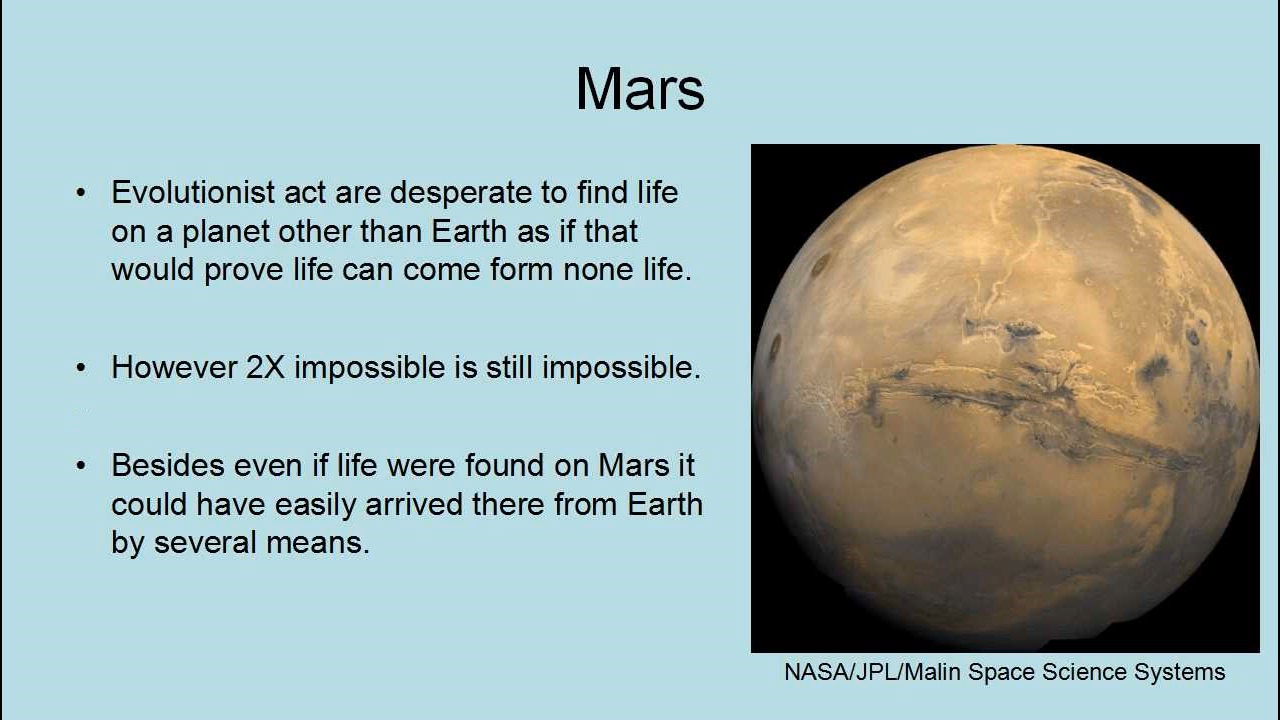 Mars
• Evolutionist act are desperate to find life
on a planet other than Earth as if that
would prove life can come form none life.
• However 2X impossible is still impossible.
• Besides even if life were found on Mars it
could have easily arrived there from Earth
by several means.
NASA/JPL/Malin Space Science Systems